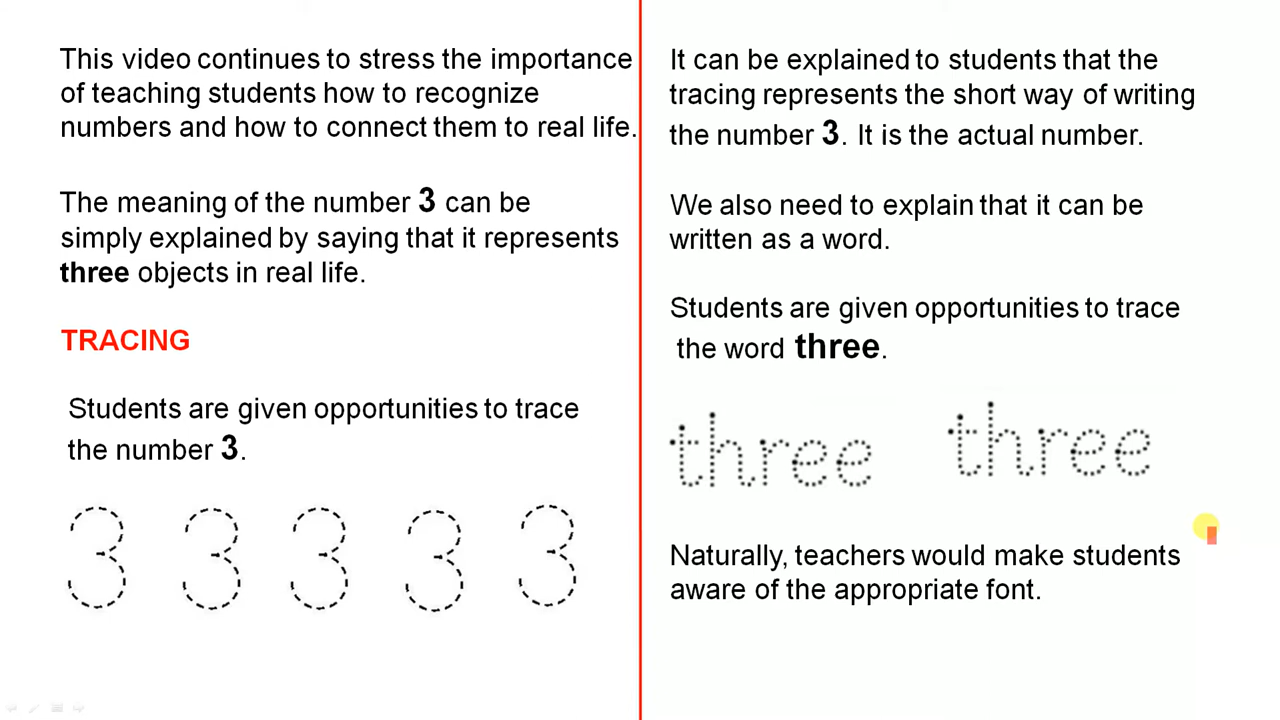 This video continues to stress the importance
of teaching students how to recognize
numbers and how to connect them to real life.
The meaning of the number 3 can be
simply explained by saying that it represents
three objects in real life.
TRACING
Students are given opportunities to trace
the number 3.
3 3 3 3 3
It can be explained to students that the
tracing represents the short way of writing
the number 3. It is the actual number.
We also need to explain that it can be
written as a word.
Students are given opportunities to trace
the word three.
three three
Naturally, teachers would make students
aware of the appropriate font.